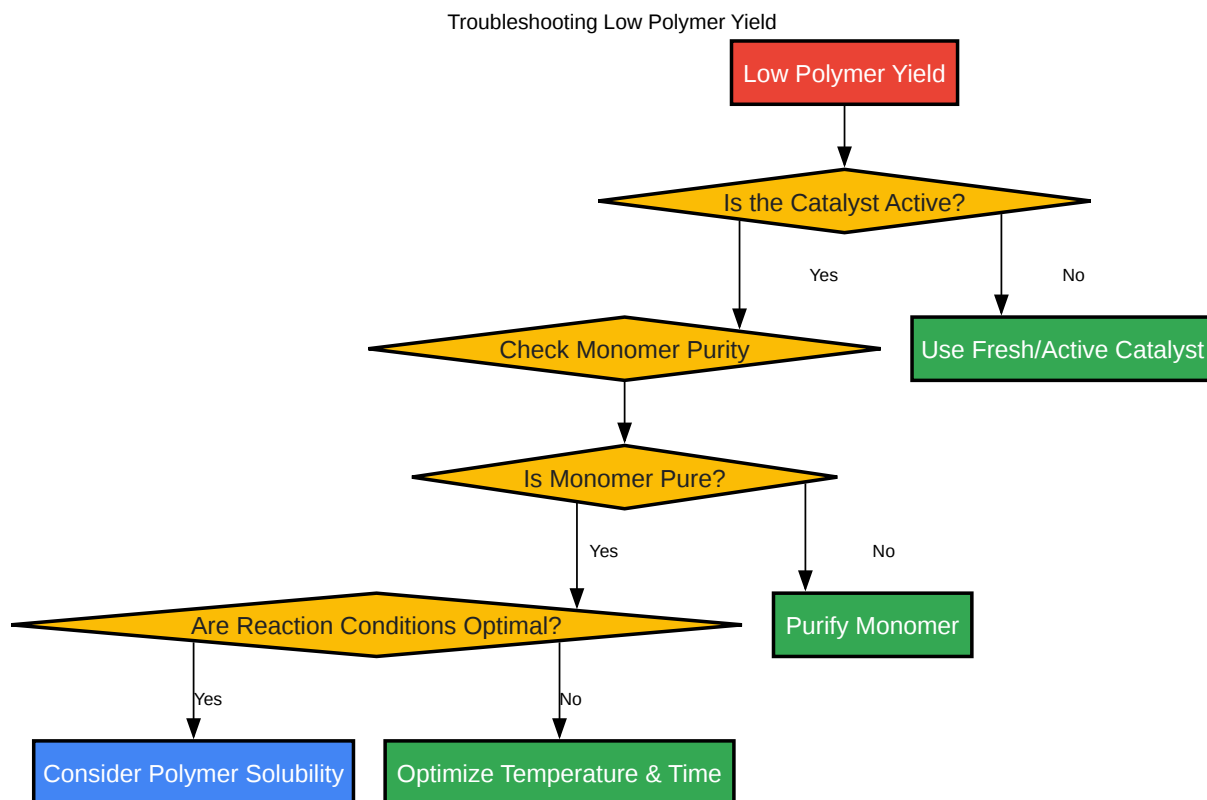 Troubleshooting Low Polymer Yield
Low Polymer Yield
Is the Catalyst Active?
Yes
No
Check Monomer Purity
Use Fresh/Active Catalyst
Is Monomer Pure?
Yes
No
Are Reaction Conditions Optimal?
Purify Monomer
Yes
No
Consider Polymer Solubility
Optimize Temperature & Time